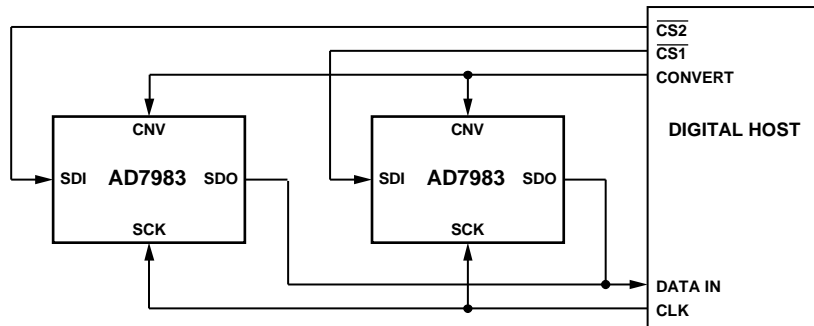 CS2
CS1
CONVERT
DIGITAL HOST
CNV
CNV
SDI AD7983 SDO
SDI AD7983 SDO
SCK
SCK
DATA IN
CLK